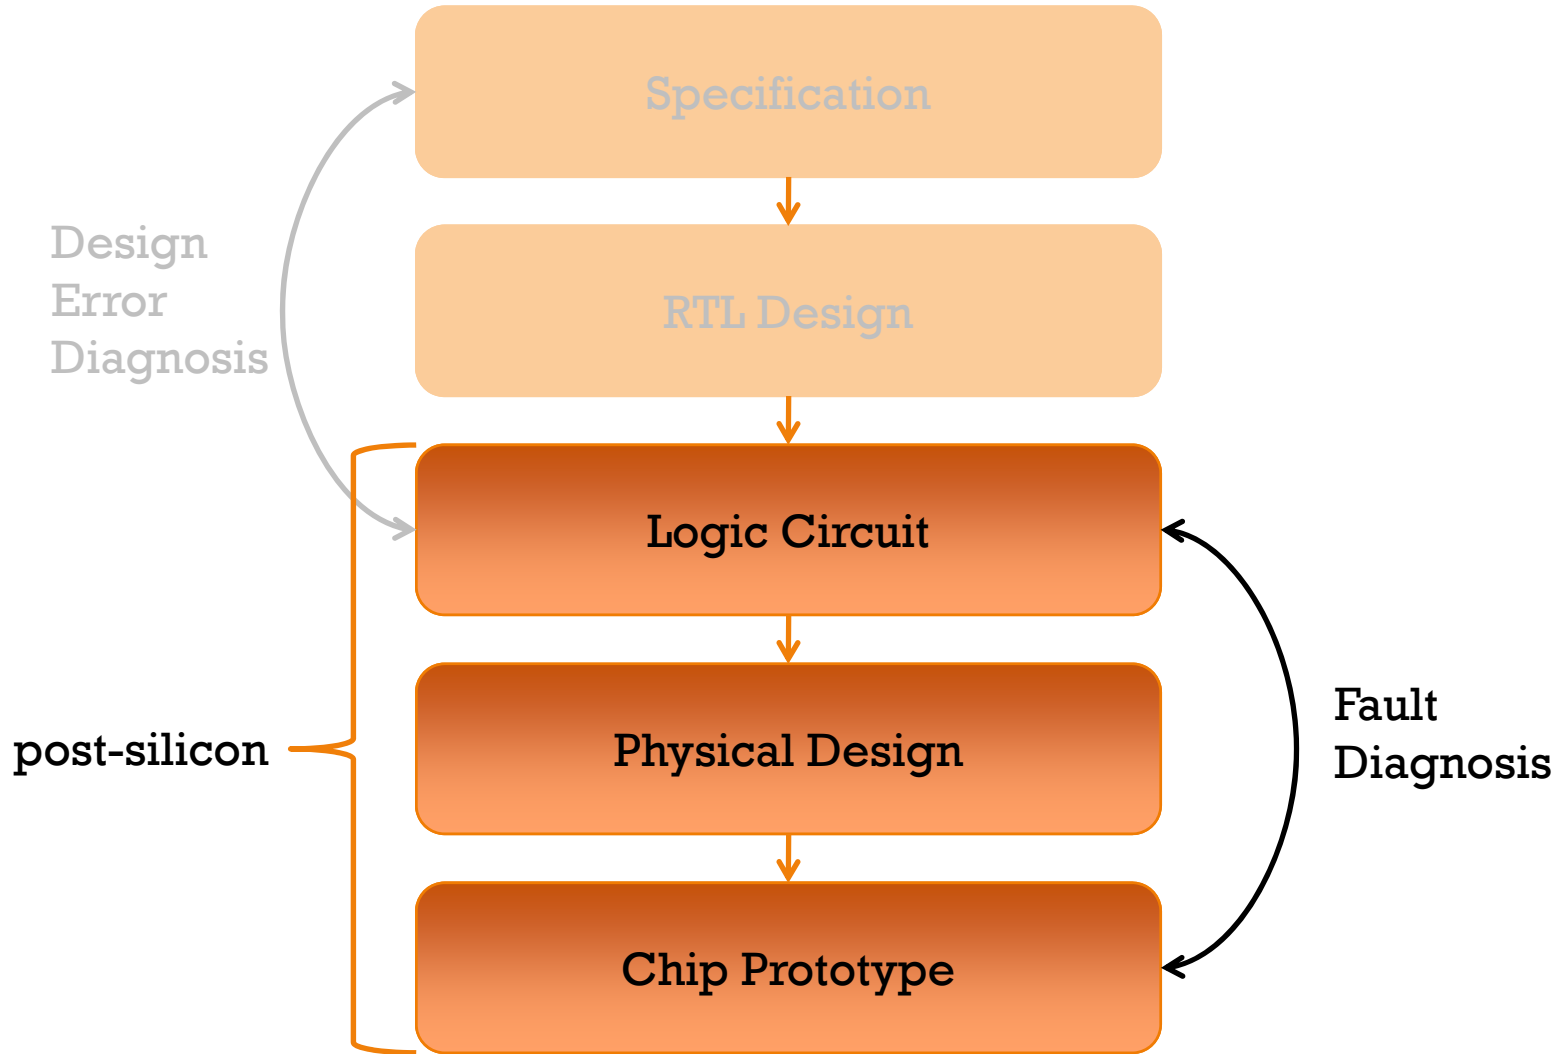 Specification
Design
Error
Diagnosis
RTL Design
Logic Circuit
post-silicon
Physical Design
Fault
Diagnosis
Chip Prototype